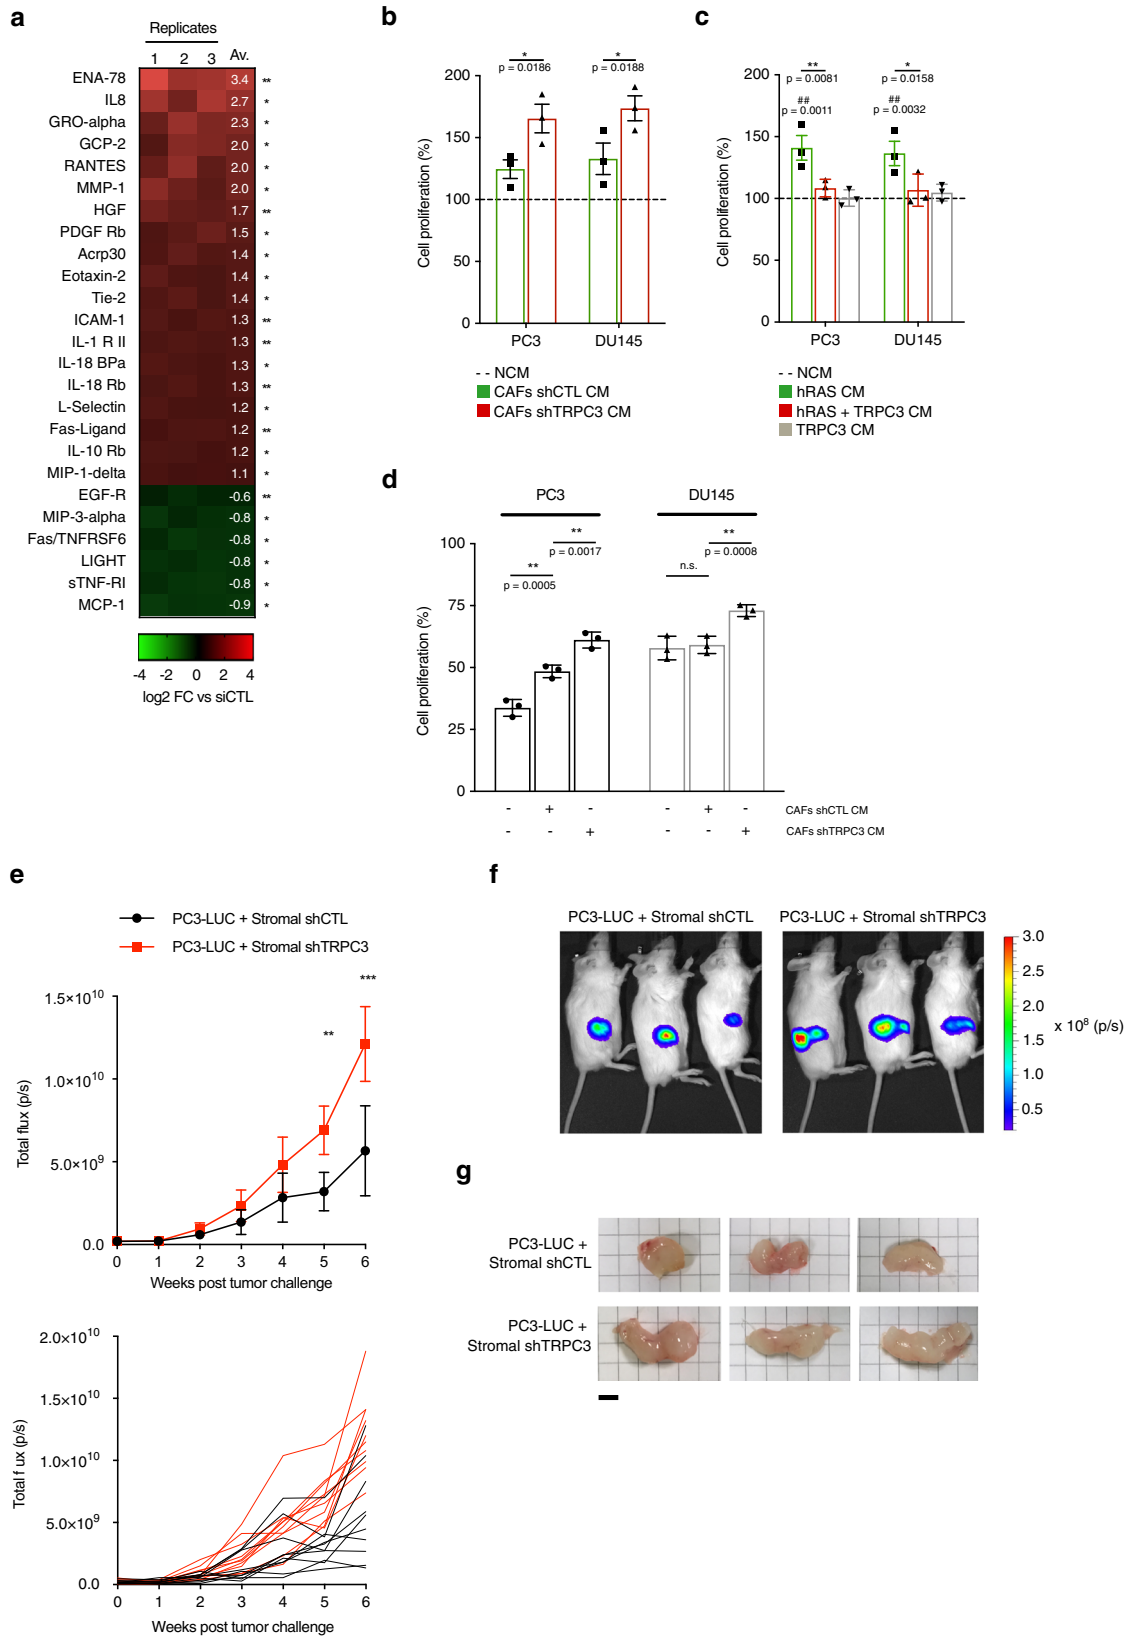 a
Replicates
1 2 3 Av.
ENA-78 3.4 **
IL8 2.7 *
GRO-alpha 2.3 *
GCP-2 2.0 *
RANTES 2.0 *
MMP-1 2.0 *
HGF 1.7 **
PDGF Rb 1.5 *
Acrp30 1.4 *
Eotaxin-2 1.4 *
Tie-2 1.4 *
ICAM-1 1.3 **
IL-1 R II 1.3 **
IL-18 BPa 1.3 *
IL-18 Rb 1.3 **
L-Selectin 1.2 *
Fas-Ligand 1.2 **
IL-10 Rb 1.2 *
MIP-1-delta 1.1 *
EGF-R -0.6 **
MIP-3-alpha -0.8 *
Fas/TNFRSF6 -0.8 *
LIGHT -0.8 *
sTNF-RI -0.8 *
MCP-1 -0.9 *
-4 -2 0 2 4
log2 FC vs siCTL
b
* *
p = 0.0186 p = 0.0188
200
150
100
50
0
Cell proliferation (%)
PC3 DU145
-- NCM
CAFs shCTL CM
CAFs shTRPC3 CM
c
** *
p = 0.0081 p = 0.0158
## ##
p = 0.0011 p = 0.0032
200
150
100
50
0
Cell proliferation (%)
PC3 DU145
-- NCM
hRAS CM
hRAS + TRPC3 CM
TRPC3 CM
d
PC3 DU145
** **
p = 0.0017 p = 0.0008
** n.s.
p = 0.0005
100
75
50
25
0
Cell proliferation (%)
- + - - + - CAFs shCTL CM
- - + - - + CAFs shTRPC3 CM
e
PC3-LUC + Stromal shCTL
PC3-LUC + Stromal shTRPC3
***
**
1.5×10¹⁰
1.0×10¹⁰
5.0×10⁹
0.0
Total flux (p/s)
0 1 2 3 4 5 6
Weeks post tumor challenge
2.0×10¹⁰
1.5×10¹⁰
1.0×10¹⁰
5.0×10⁹
0.0
Total f ux (p/s)
0 1 2 3 4 5 6
Weeks post tumor challenge
f
PC3-LUC + Stromal shCTL PC3-LUC + Stromal shTRPC3
3.0
2.5
2.0
1.5
1.0
0.5
x 10⁸ (p/s)
g
PC3-LUC +
Stromal shCTL
PC3-LUC +
Stromal shTRPC3